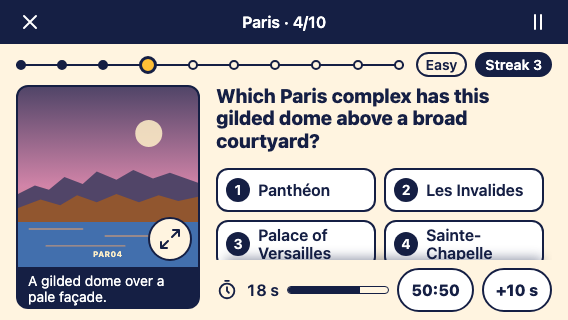 Paris · 4/10
Easy
Streak 3
Which Paris complex has this
gilded dome above a broad
courtyard?
1 Panthéon
2 Les Invalides
3 Palace of
Versailles
4 Sainte-
Chapelle
PAR04
A gilded dome over a
pale façade.
18 s
50:50
+10 s